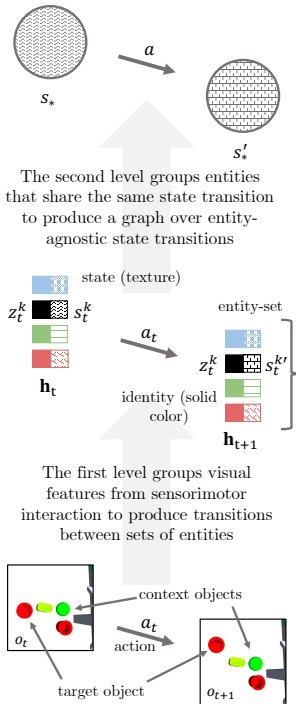 a
s_*
s'_*
The second level groups entities
that share the same state transition
to produce a graph over entity-
agnostic state transitions
state (texture)
entity-set
z_t^k s_t^k
a_t
z_t^k s_t^k'
h_t
identity (solid
color)
h_t+1
The first level groups visual
features from sensorimotor
interaction to produce transitions
between sets of entities
context objects
a_t
o_t
action
target object
o_t+1